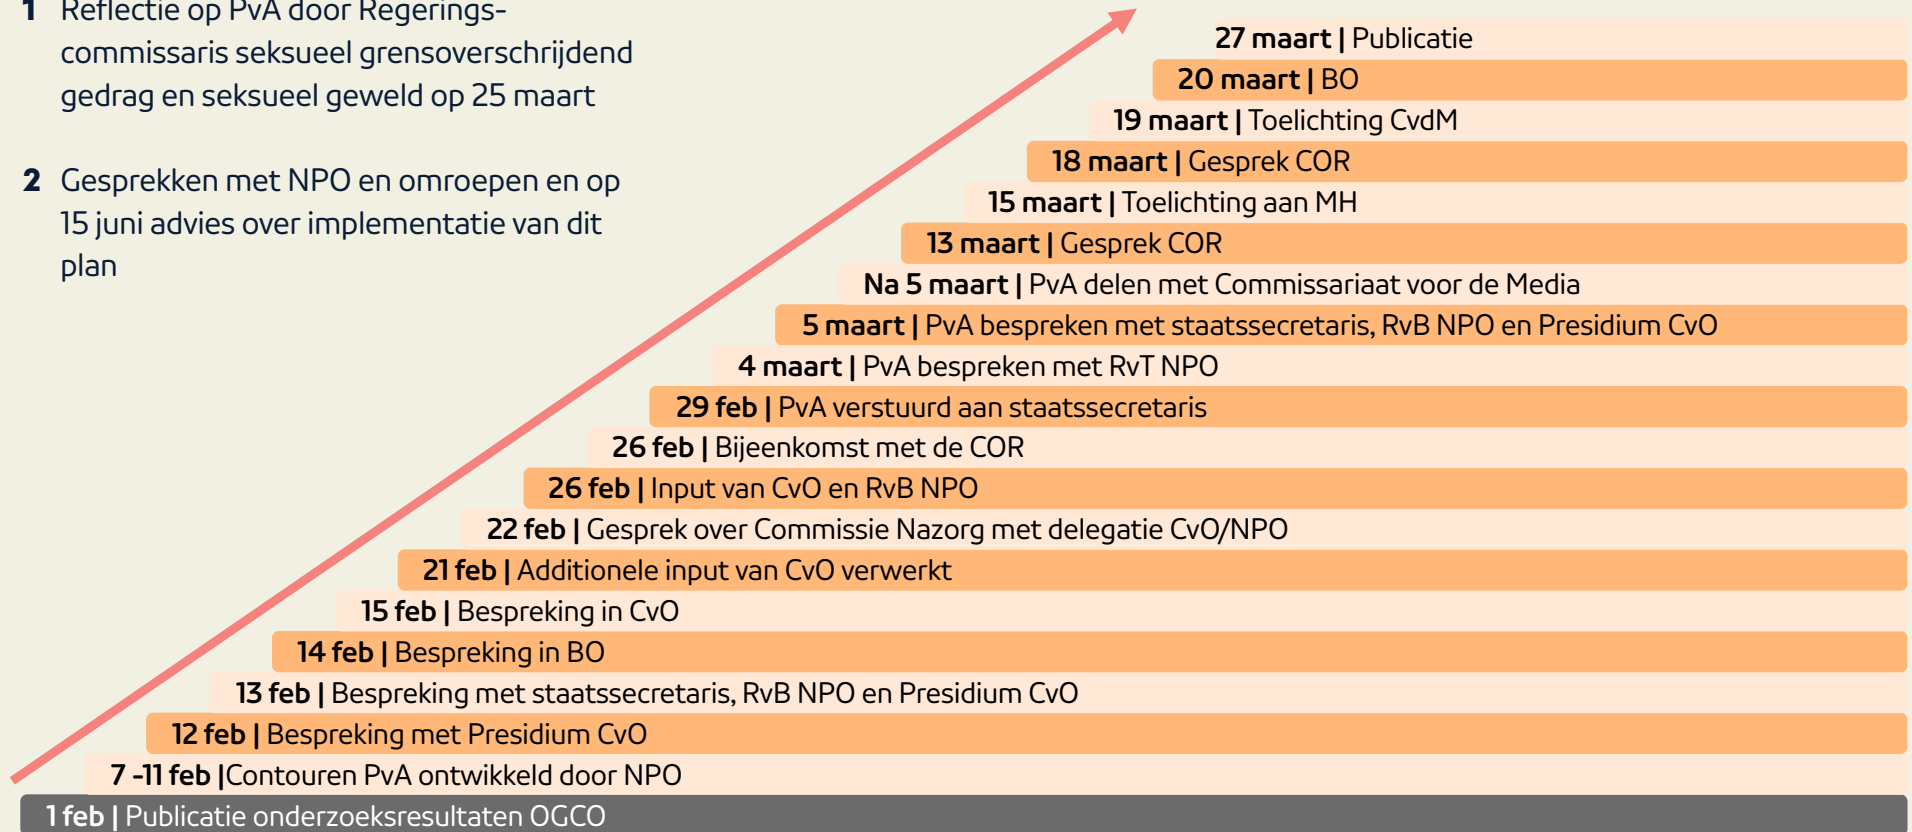 1 Reflectie op PvA door Regerings-
commissaris seksueel grensoverschrijdend
gedrag en seksueel geweld op 25 maart
2 Gesprekken met NPO en omroepen en op
15 juni advies over implementatie van dit
plan
27 maart | Publicatie
20 maart | BO
19 maart | Toelichting CvdM
18 maart | Gesprek COR
15 maart | Toelichting aan MH
13 maart | Gesprek COR
Na 5 maart | PvA delen met Commissariaat voor de Media
5 maart | PvA bespreken met staatssecretaris, RvB NPO en Presidium CvO
4 maart | PvA bespreken met RvT NPO
29 feb | PvA verstuurd aan staatssecretaris
26 feb | Bijeenkomst met de COR
26 feb | Input van CvO en RvB NPO
22 feb | Gesprek over Commissie Nazorg met delegatie CvO/NPO
21 feb | Additionele input van CvO verwerkt
15 feb | Bespreking in CvO
14 feb | Bespreking in BO
13 feb | Bespreking met staatssecretaris, RvB NPO en Presidium CvO
12 feb | Bespreking met Presidium CvO
7 -11 feb |Contouren PvA ontwikkeld door NPO
1 feb | Publicatie onderzoeksresultaten OGCO